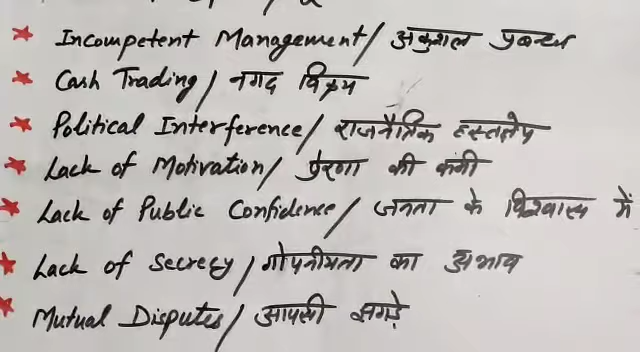 Incompetent Management / अकुशल प्रबन्धन
Cash Trading / नगद विक्रय
Political Interference / राजनैतिक हस्तक्षेप
Lack of Motivation / प्रेरणा की कमी
Lack of Public Confidence / जनता के विश्वास में
Lack of Secrecy / गोपनीयता का अभाव
Mutual Disputes / आपसी झगड़े